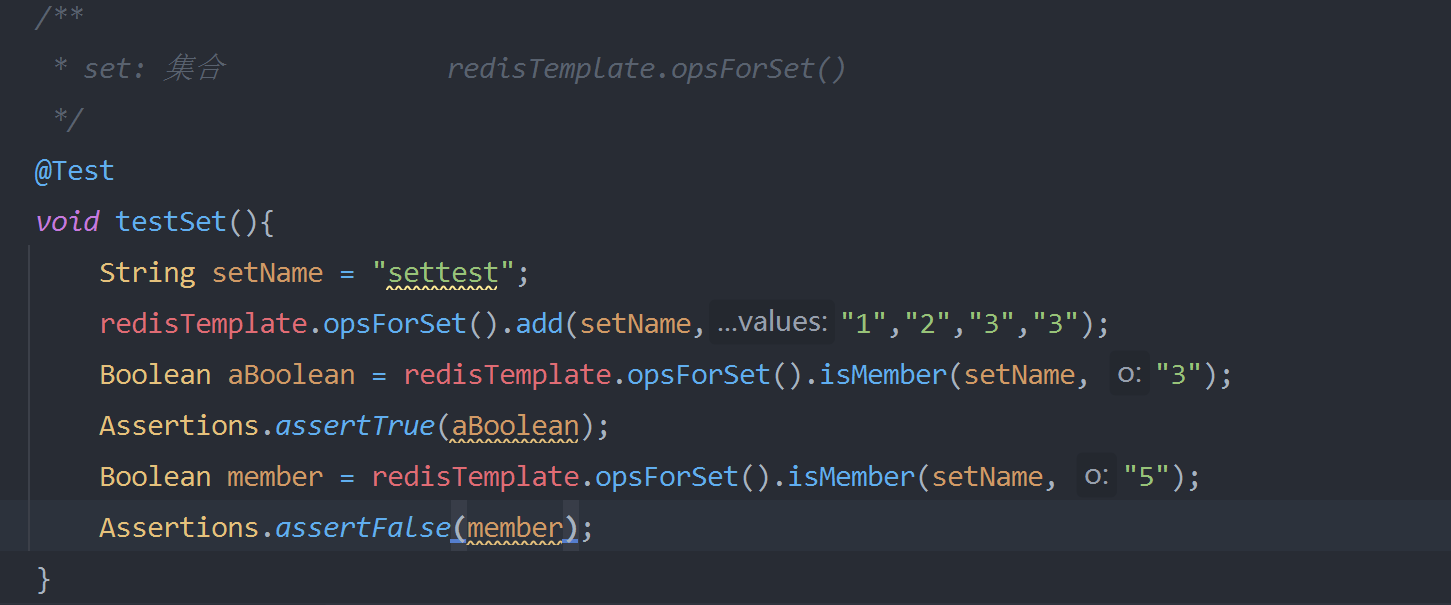 /**
 * set: 集合              redisTemplate.opsForSet()
 */
@Test
void testSet(){
    String setName = "settest";
    redisTemplate.opsForSet().add(setName, ...values: "1","2","3","3");
    Boolean aBoolean = redisTemplate.opsForSet().isMember(setName, o: "3");
    Assertions.assertTrue(aBoolean);
    Boolean member = redisTemplate.opsForSet().isMember(setName, o: "5");
    Assertions.assertFalse(member);
}